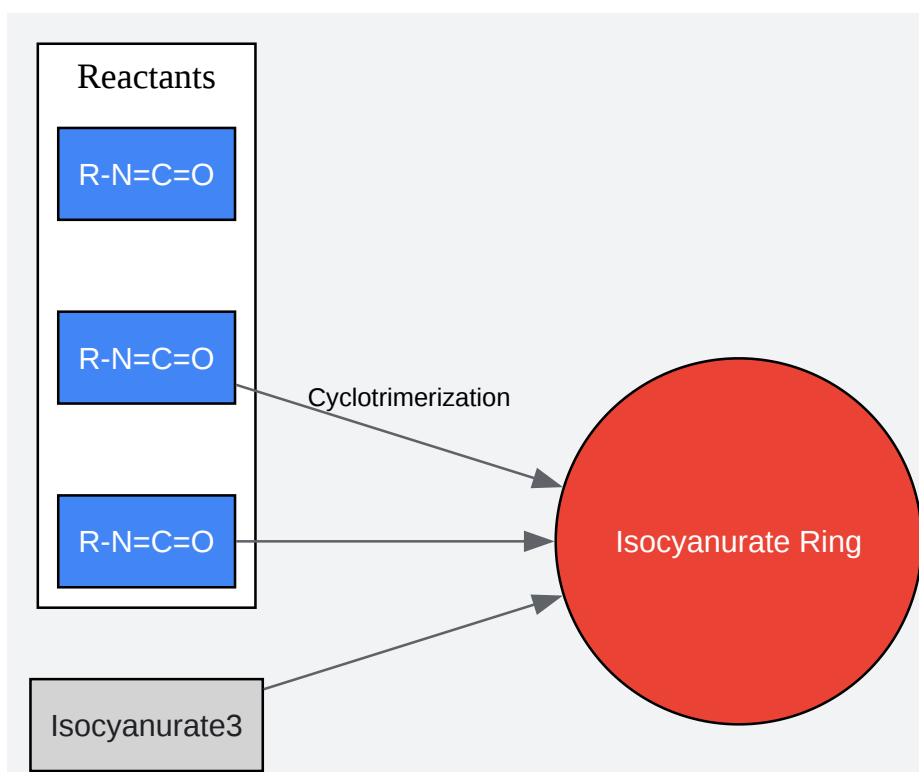 Reactants
R-N=C=O
R-N=C=O
Cyclotrimerization
R-N=C=O
Isocyanurate Ring
Isocyanurate3